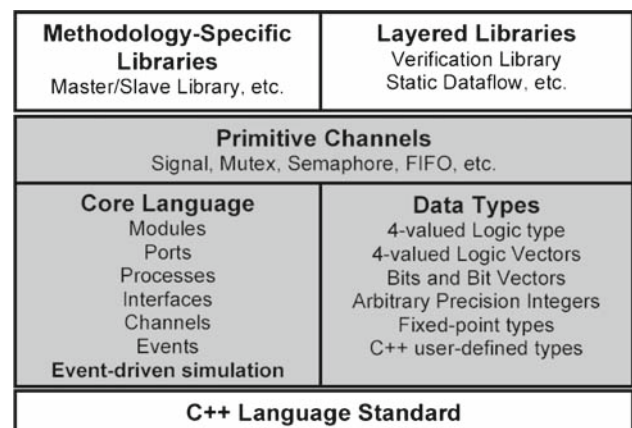 Methodology-Specific
Libraries
Master/Slave Library, etc.
Layered Libraries
Verification Library
Static Dataflow, etc.
Primitive Channels
Signal, Mutex, Semaphore, FIFO, etc.
Core Language
Modules
Ports
Processes
Interfaces
Channels
Events
Event-driven simulation
Data Types
4-valued Logic type
4-valued Logic Vectors
Bits and Bit Vectors
Arbitrary Precision Integers
Fixed-point types
C++ user-defined types
C++ Language Standard